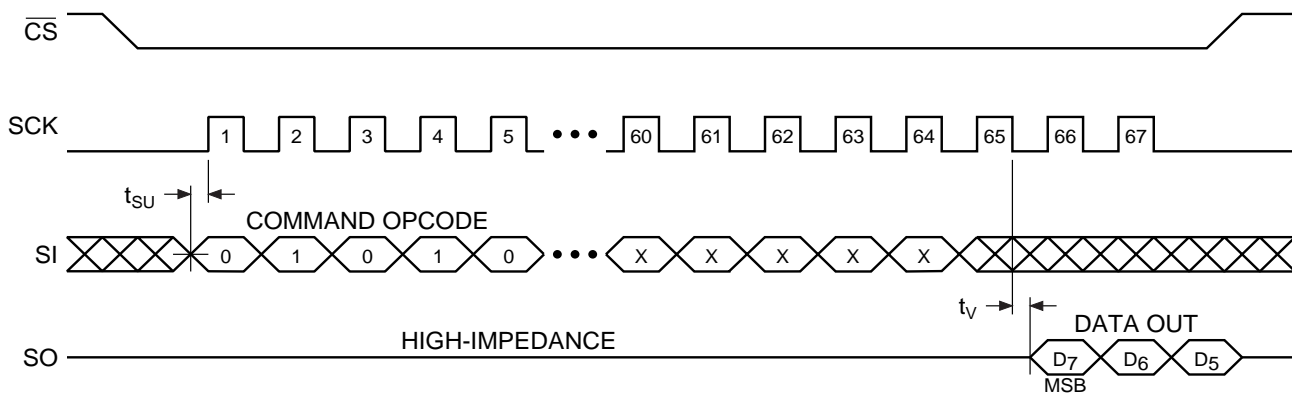 CS
SCK 1 2 3 4 5 ••• 60 61 62 63 64 65 66 67
tSU
COMMAND OPCODE
SI 0 1 0 1 0 ••• X X X X X
tV
HIGH-IMPEDANCE
DATA OUT
SO D7 D6 D5
MSB